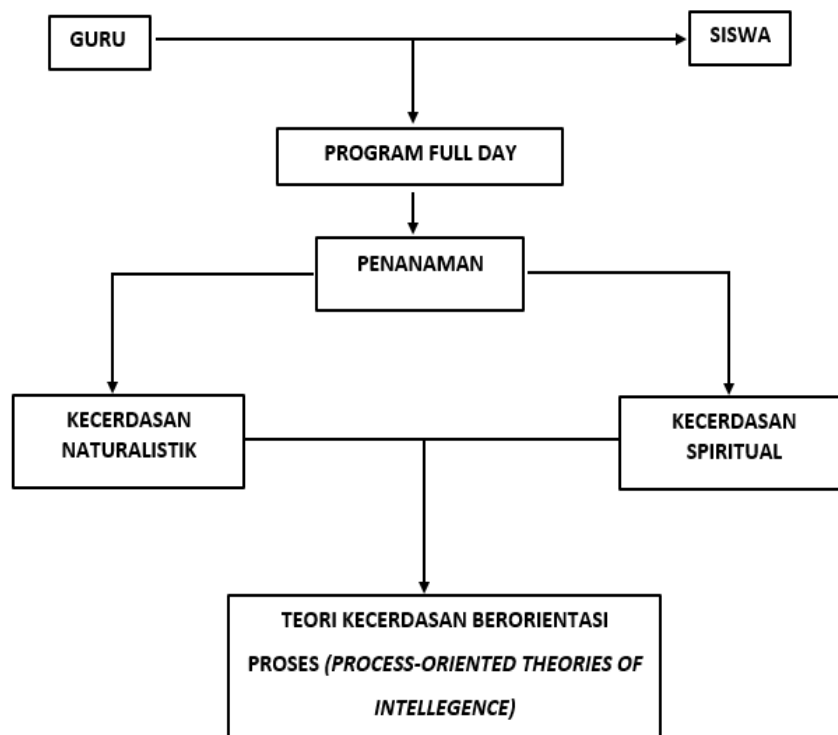 GURU
SISWA
PROGRAM FULL DAY
PENANAMAN
KECERDASAN
NATURALISTIK
KECERDASAN
SPIRITUAL
TEORI KECERDASAN BERORIENTASI
PROSES (PROCESS-ORIENTED THEORIES OF
INTELLEGENCE)